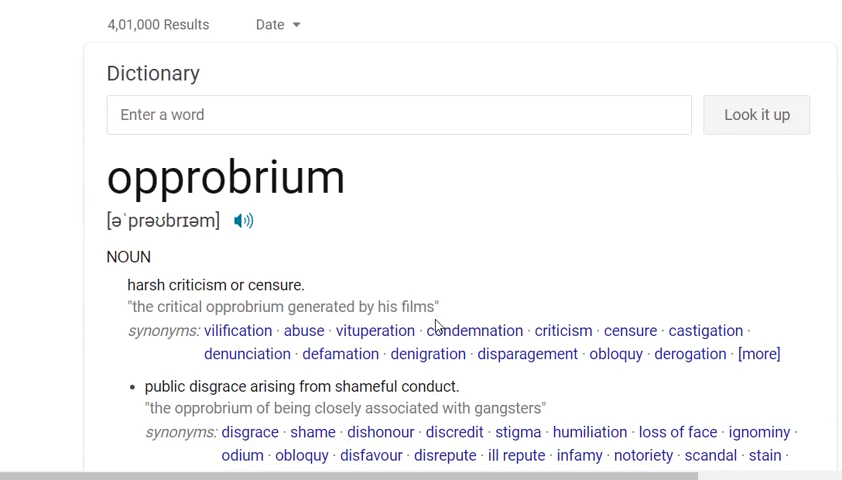 4,01,000 Results Date
Dictionary
Enter a word Look it up
opprobrium
[əˈprəʊbrɪəm]
NOUN
harsh criticism or censure.
"the critical opprobrium generated by his films"
synonyms: vilification · abuse · vituperation · condemnation · criticism · censure · castigation ·
denunciation · defamation · denigration · disparagement · obloquy · derogation · [more]
• public disgrace arising from shameful conduct.
"the opprobrium of being closely associated with gangsters"
synonyms: disgrace · shame · dishonour · discredit · stigma · humiliation · loss of face · ignominy ·
odium · obloquy · disfavour · disrepute · ill repute · infamy · notoriety · scandal · stain ·